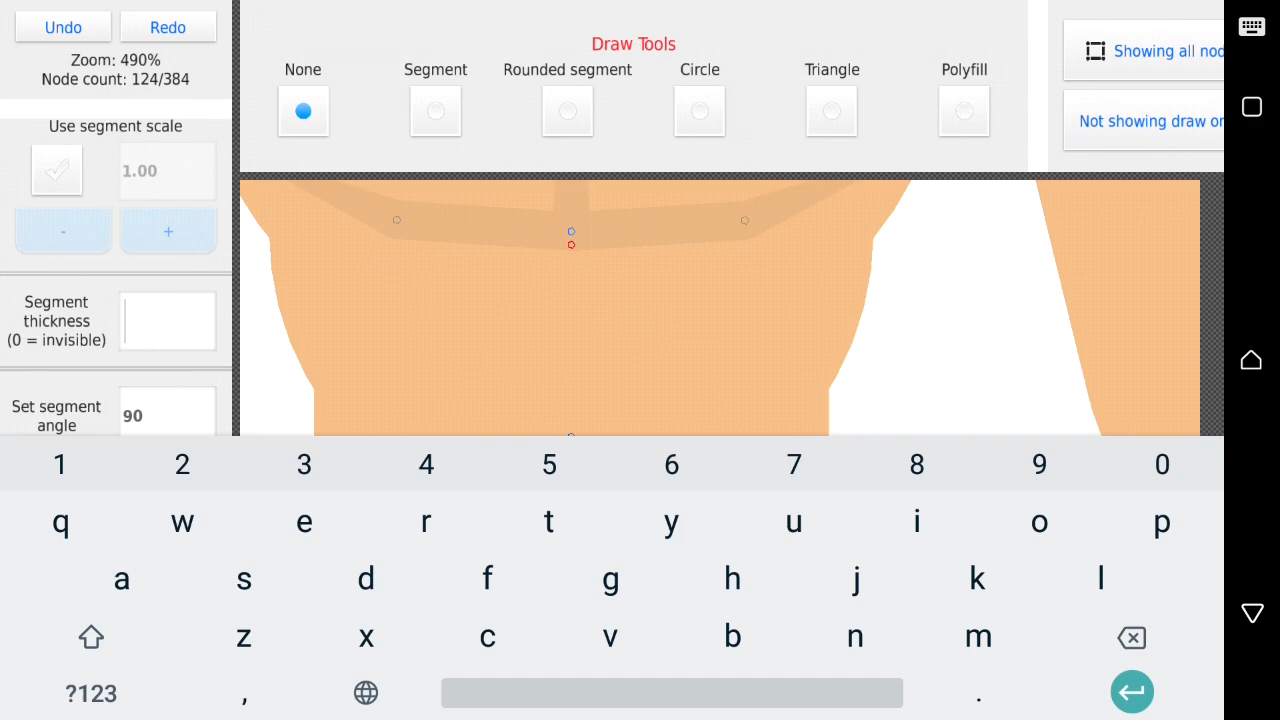 Undo
Redo
Zoom: 490%
Node count: 124/384
Use segment scale
1.00
-
+
Segment
thickness
(0 = invisible)
Set segment
angle
90
Draw Tools
None
Segment
Rounded segment
Circle
Triangle
Polyfill
Showing all nod
Not showing draw or
1 2 3 4 5 6 7 8 9 0
q w e r t y u i o p
a s d f g h j k l
z x c v b n m
?123 , .